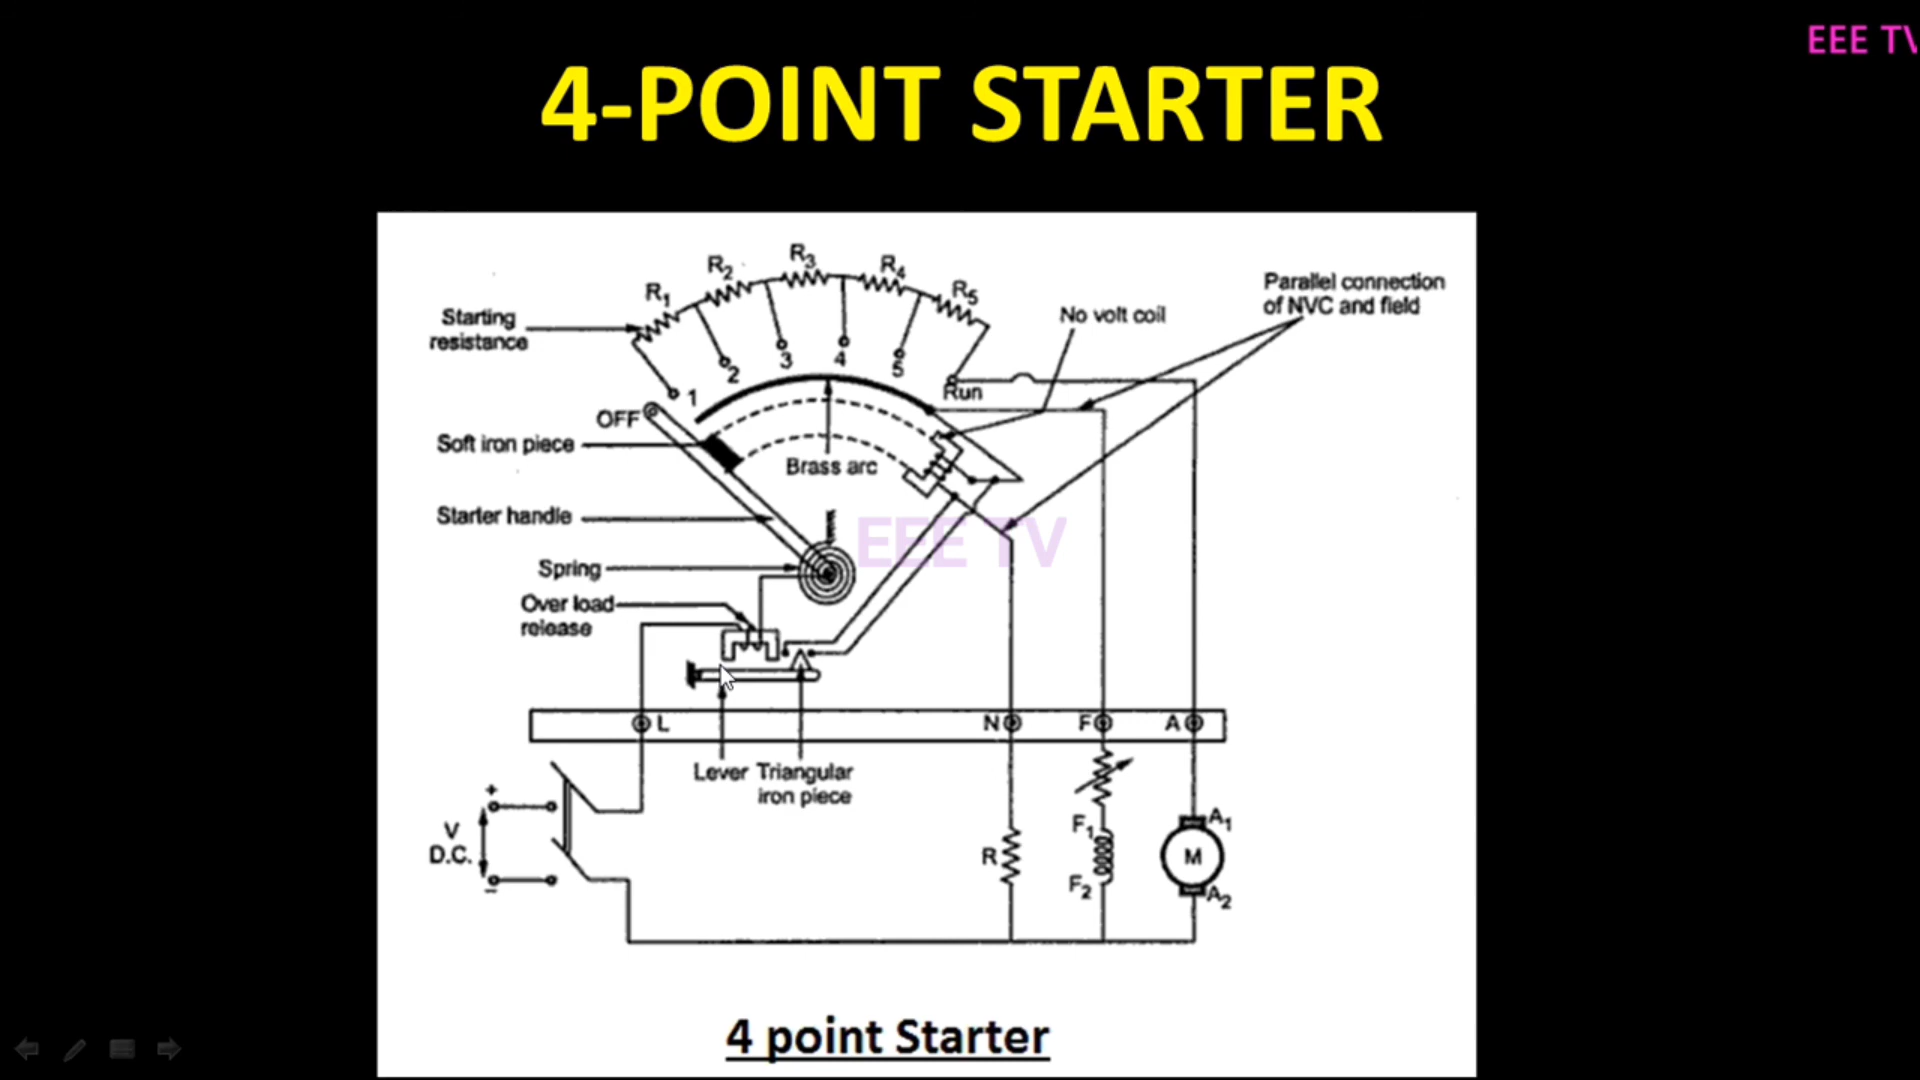 EEE TV
4-POINT STARTER
R1
R2
R3
R4
R5
Starting
resistance
No volt coil
Parallel connection
of NVC and field
1
2
3
4
5
Run
OFF
Soft iron piece
Brass arc
Starter handle
EEE TV
Spring
Over load
release
L
N
F
A
Lever
Triangular
iron piece
+
V
D.C.
−
R
F1
F2
A1
M
A2
4 point Starter